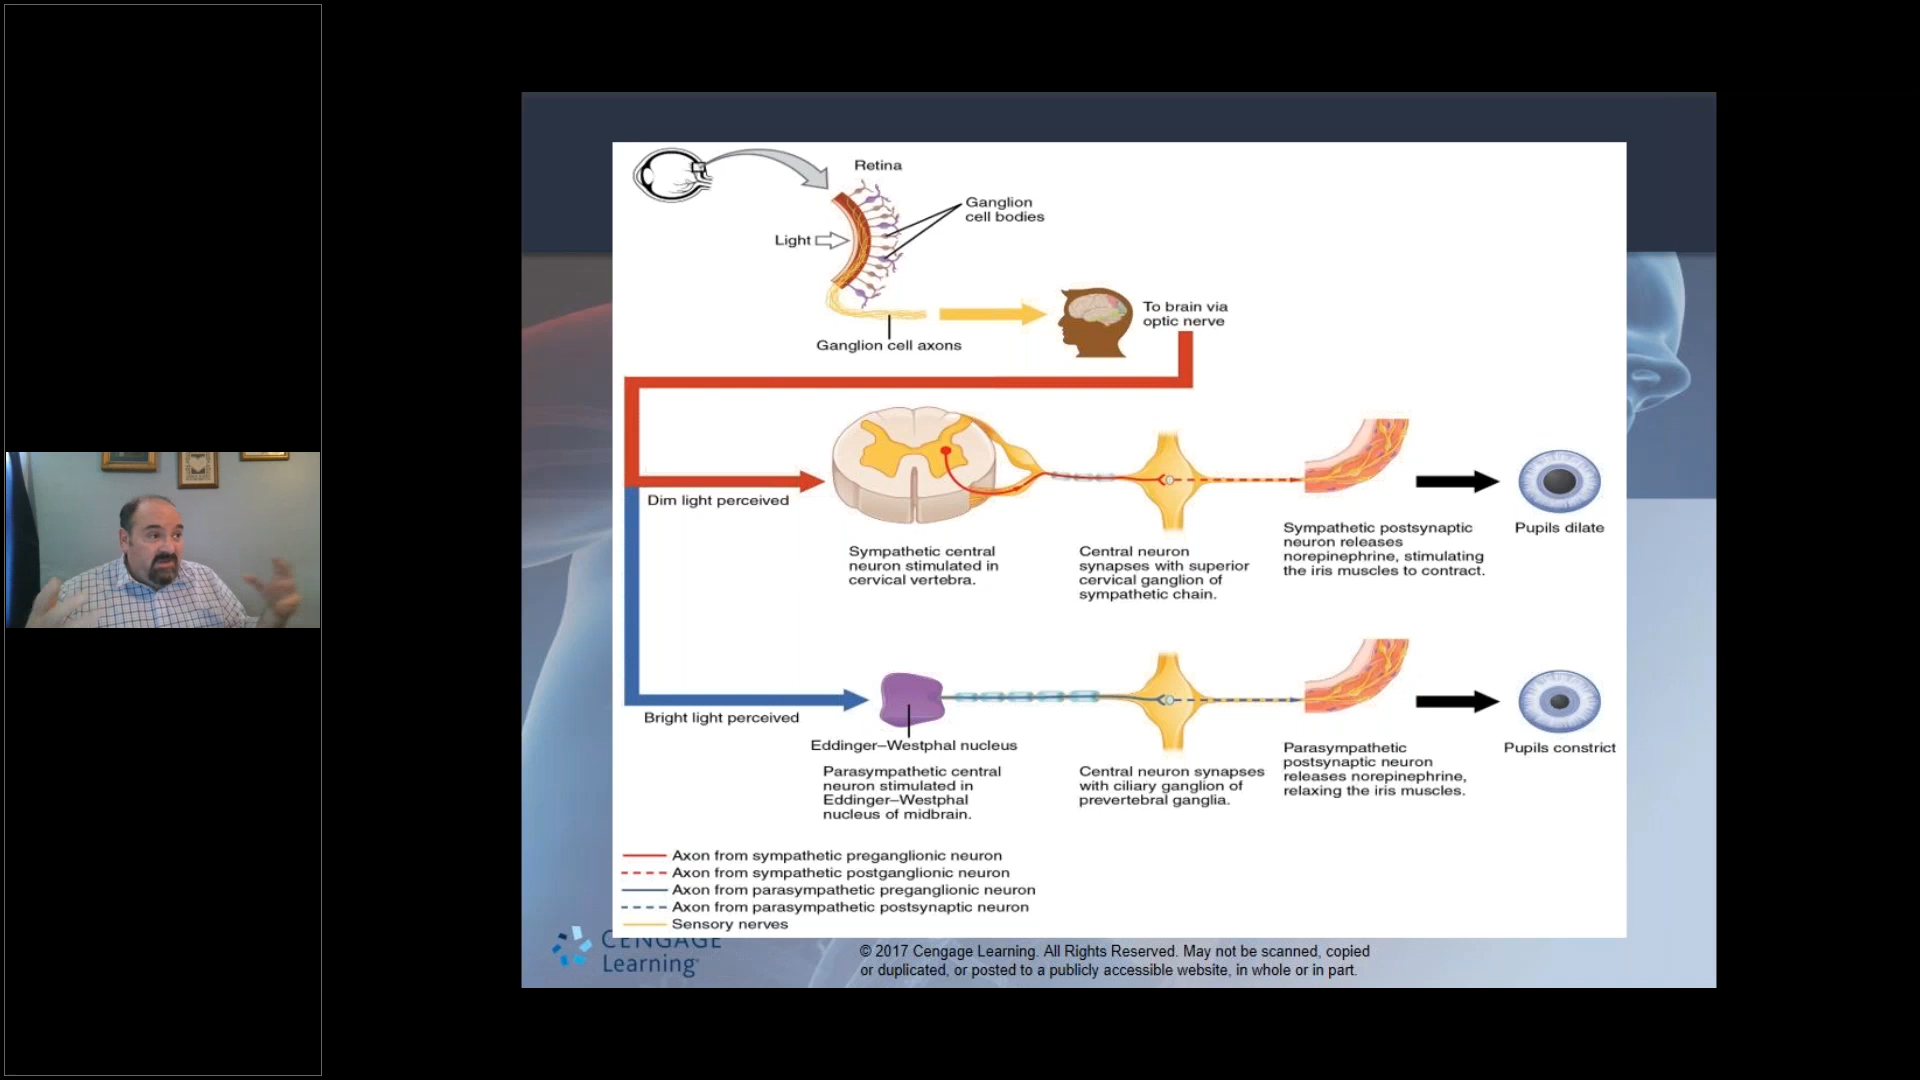 Retina
Ganglion
cell bodies
Light
To brain via
optic nerve
Ganglion cell axons
Dim light perceived
Sympathetic central
neuron stimulated in
cervical vertebra.
Central neuron
synapses with superior
cervical ganglion of
sympathetic chain.
Sympathetic postsynaptic
neuron releases
norepinephrine, stimulating
the iris muscles to contract.
Pupils dilate
Bright light perceived
Eddinger–Westphal nucleus
Parasympathetic central
neuron stimulated in
Eddinger–Westphal
nucleus of midbrain.
Central neuron synapses
with ciliary ganglion of
prevertebral ganglia.
Parasympathetic
postsynaptic neuron
releases norepinephrine,
relaxing the iris muscles.
Pupils constrict
Axon from sympathetic preganglionic neuron
Axon from sympathetic postganglionic neuron
Axon from parasympathetic preganglionic neuron
Axon from parasympathetic postsynaptic neuron
Sensory nerves
CENGAGE
Learning
© 2017 Cengage Learning. All Rights Reserved. May not be scanned, copied
or duplicated, or posted to a publicly accessible website, in whole or in part.